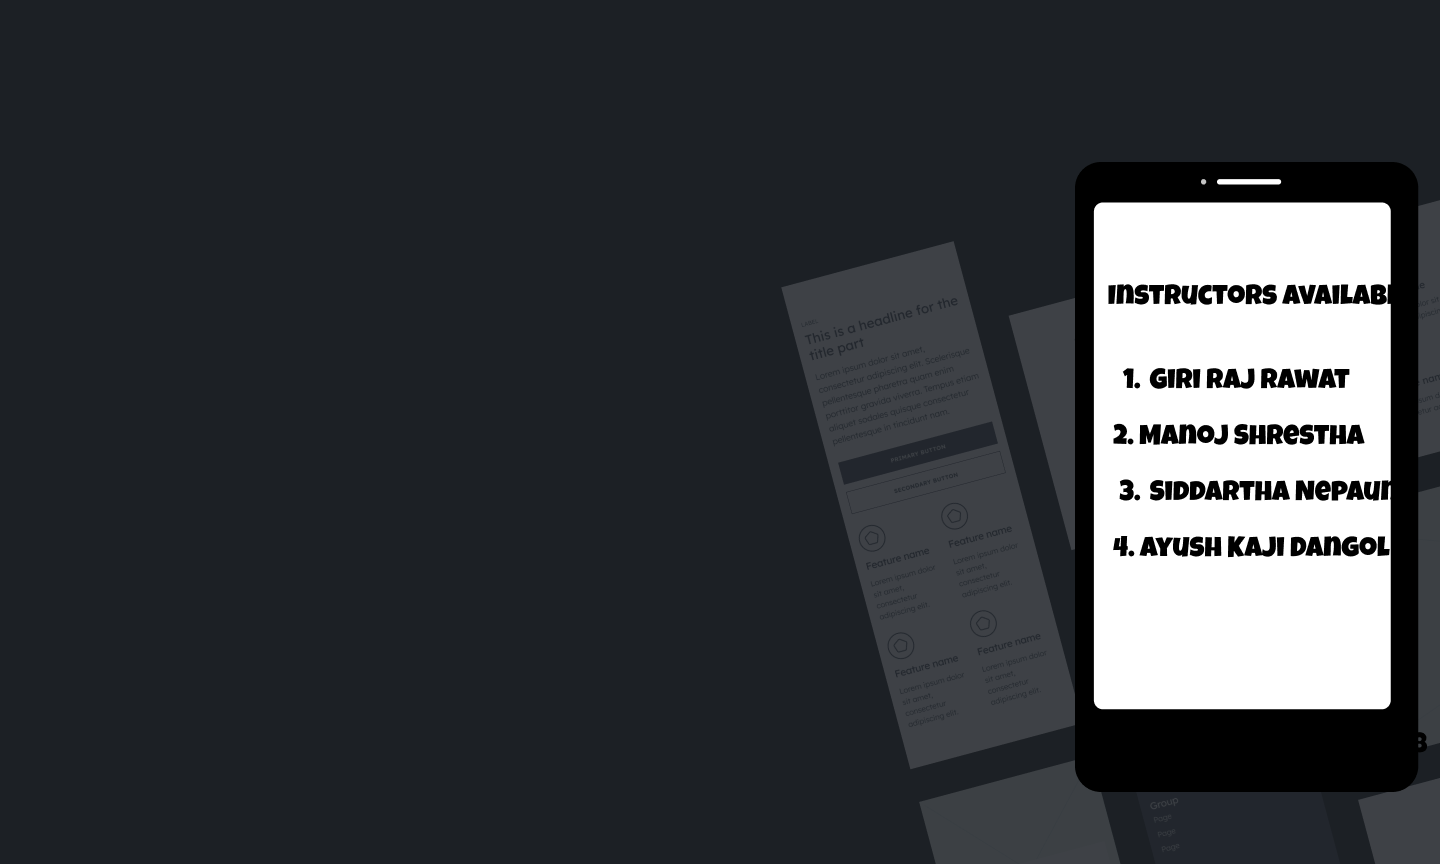 INSTRUCTORS AVAILAB
1. GIRI RAJ RAWAT
2. MANOJ SHRESTHA
3. SIDDARTHA NEPAUN
4. AYUSH KAJI DANGOL
LABEL
This is a headline for the
title part
Lorem ipsum dolor sit amet,
consectetur adipiscing elit. Scelerisque
pellentesque pharetra quam etim
porttitor gravida viverra. Tempus etiam
aliquet sodales quisque consectetur
pellentesque in tincidunt nam.
PRIMARY BUTTON
SECONDARY BUTTON
Feature name
Lorem ipsum dolor
sit amet,
consectetur
adipiscing elit.
Feature name
Lorem ipsum dolor
sit amet,
consectetur
adipiscing elit.
Feature name
Lorem ipsum dolor
sit amet,
consectetur
adipiscing elit.
Feature name
Lorem ipsum dolor
sit amet,
consectetur
adipiscing elit.
Group
Page
Page
Page